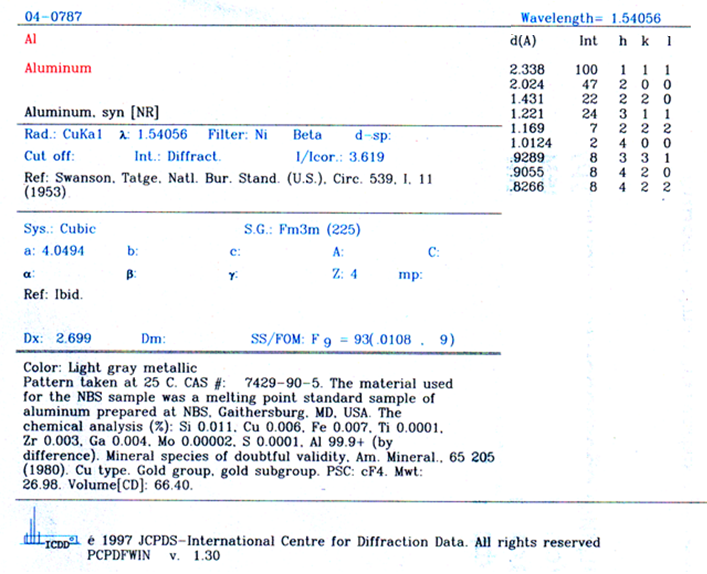 04-0787 Wavelength= 1.54056
Al d(A) Int h k l
Aluminum
2.338 100 1 1 1
2.024 47 2 0 0
1.431 22 2 2 0
Aluminum, syn [NR]
1.221 24 3 1 1
1.169 7 2 2 2
Rad.: CuKa1 λ: 1.54056 Filter: Ni Beta d-sp:
1.0124 2 4 0 0
.9289 8 3 3 1
Cut off: Int.: Diffract. I/Icor.: 3.619
.9055 8 4 2 0
.8266 8 4 2 2
Ref: Swanson, Tatge, Natl. Bur. Stand. (U.S.), Circ. 539, I, 11
(1953)
Sys.: Cubic S.G.: Fm3m (225)
a: 4.0494 b: c: A: C:
α: β: γ: Z: 4 mp:
Ref: Ibid.
Dx: 2.699 Dm: SS/FOM: F 9 = 93(.0108 , 9)
Color: Light gray metallic
Pattern taken at 25 C. CAS #: 7429-90-5. The material used
for the NBS sample was a melting point standard sample of
aluminum prepared at NBS, Gaithersburg, MD, USA. The
chemical analysis (%): Si 0.011, Cu 0.006, Fe 0.007, Ti 0.0001,
Zr 0.003, Ga 0.004, Mo 0.00002, S 0.0001, Al 99.9+ (by
difference). Mineral species of doubtful validity, Am. Mineral., 65 205
(1980). Cu type. Gold group, gold subgroup. PSC: cF4. Mwt:
26.98. Volume[CD]: 66.40.
ICDD é 1997 JCPDS-International Centre for Diffraction Data. All rights reserved
PCPDFWIN v. 1.30